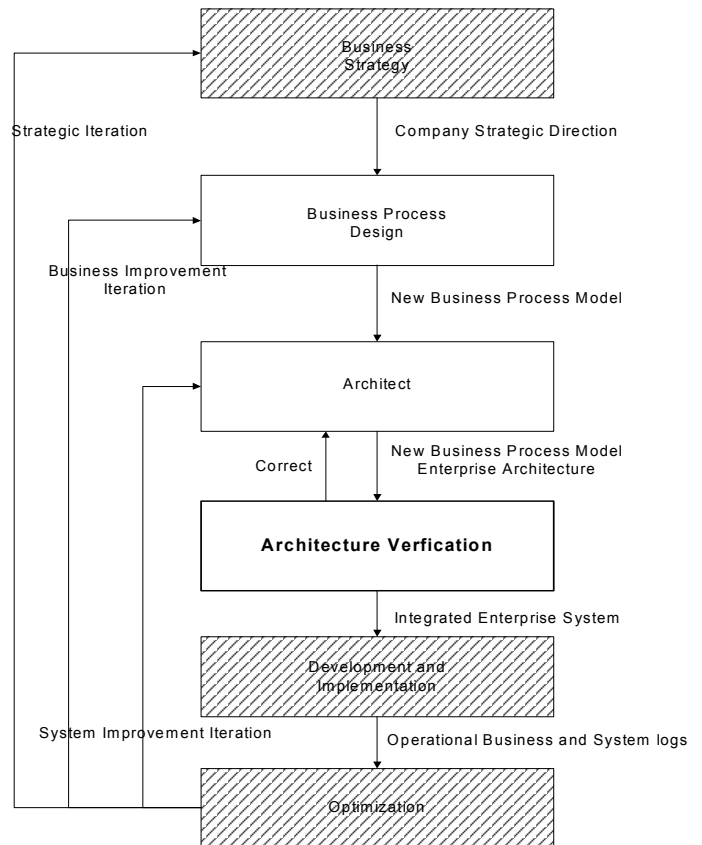 Business
Strategy
Strategic Iteration
Company Strategic Direction
Business Process
Design
Business Improvement
Iteration
New Business Process Model
Architect
Correct
New Business Process Model
Enterprise Architecture
Architecture Verfication
Integrated Enterprise System
Development and
Implementation
System Improvement Iteration
Operational Business and System logs
Optimization